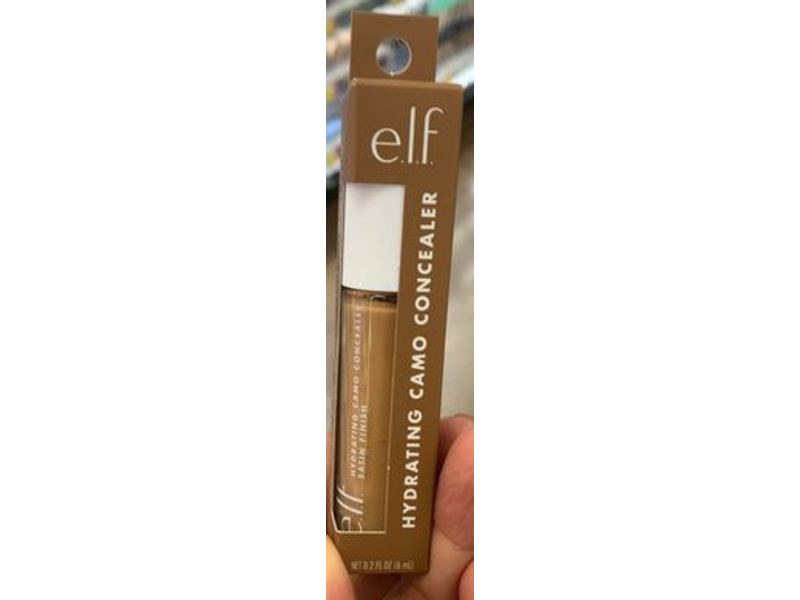 e.l.f.
HYDRATING CAMO CONCEALER
HYDRATING CAMO CONCEALER
SATIN FINISH
e.l.f.
NET 0.2 FL OZ (6 mL)